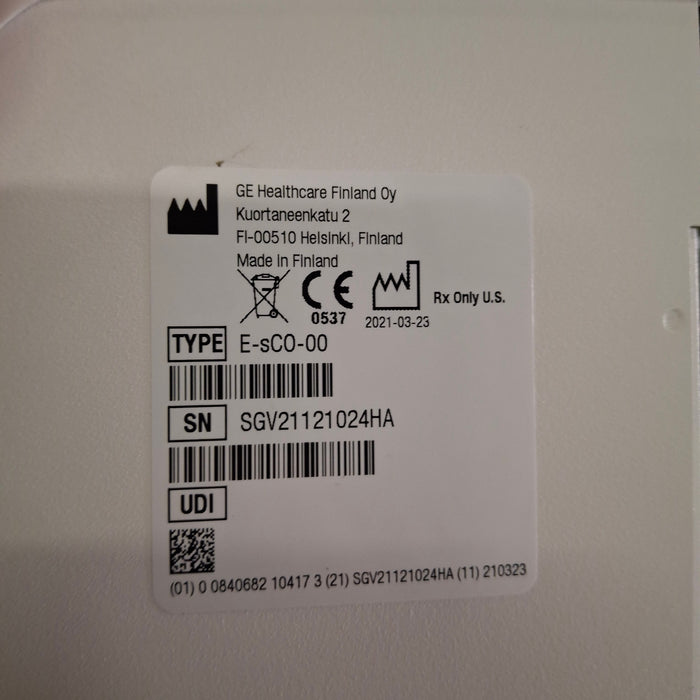 GE Healthcare Finland Oy
Kuortaneenkatu 2
FI-00510 Helsinki, Finland
Made in Finland
CE
0537
2021-03-23
Rx Only U.S.
TYPE E-sCO-00
SN SGV21121024HA
UDI
(01) 0 0840682 10417 3 (21) SGV21121024HA (11) 210323